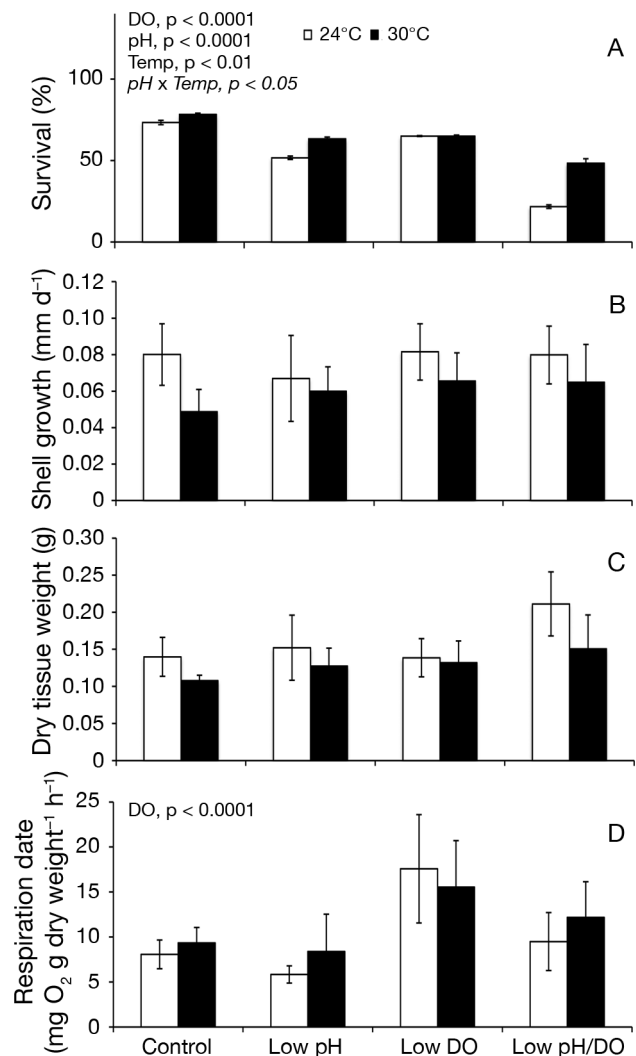 DO, p < 0.0001
pH, p < 0.0001
Temp, p < 0.01
pH x Temp, p < 0.05
24°C 30°C
A
Survival (%)
100
50
0
B
Shell growth (mm d⁻¹)
0.12
0.10
0.08
0.06
0.04
0.02
0
C
Dry tissue weight (g)
0.30
0.25
0.20
0.15
0.10
0.05
0.00
DO, p < 0.0001
D
Respiration date
(mg O₂ g dry weight⁻¹ h⁻¹)
25
20
15
10
5
0
Control Low pH Low DO Low pH/DO